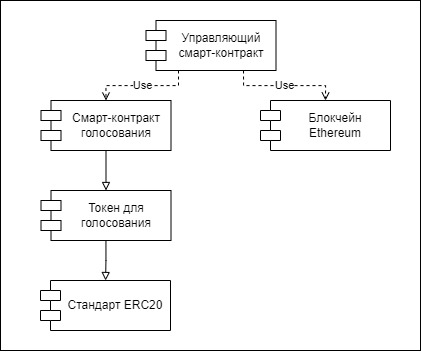 Управляющий
смарт-контракт
Use
Use
Смарт-контракт
голосования
Блокчейн
Ethereum
Токен для
голосования
Стандарт ERC20